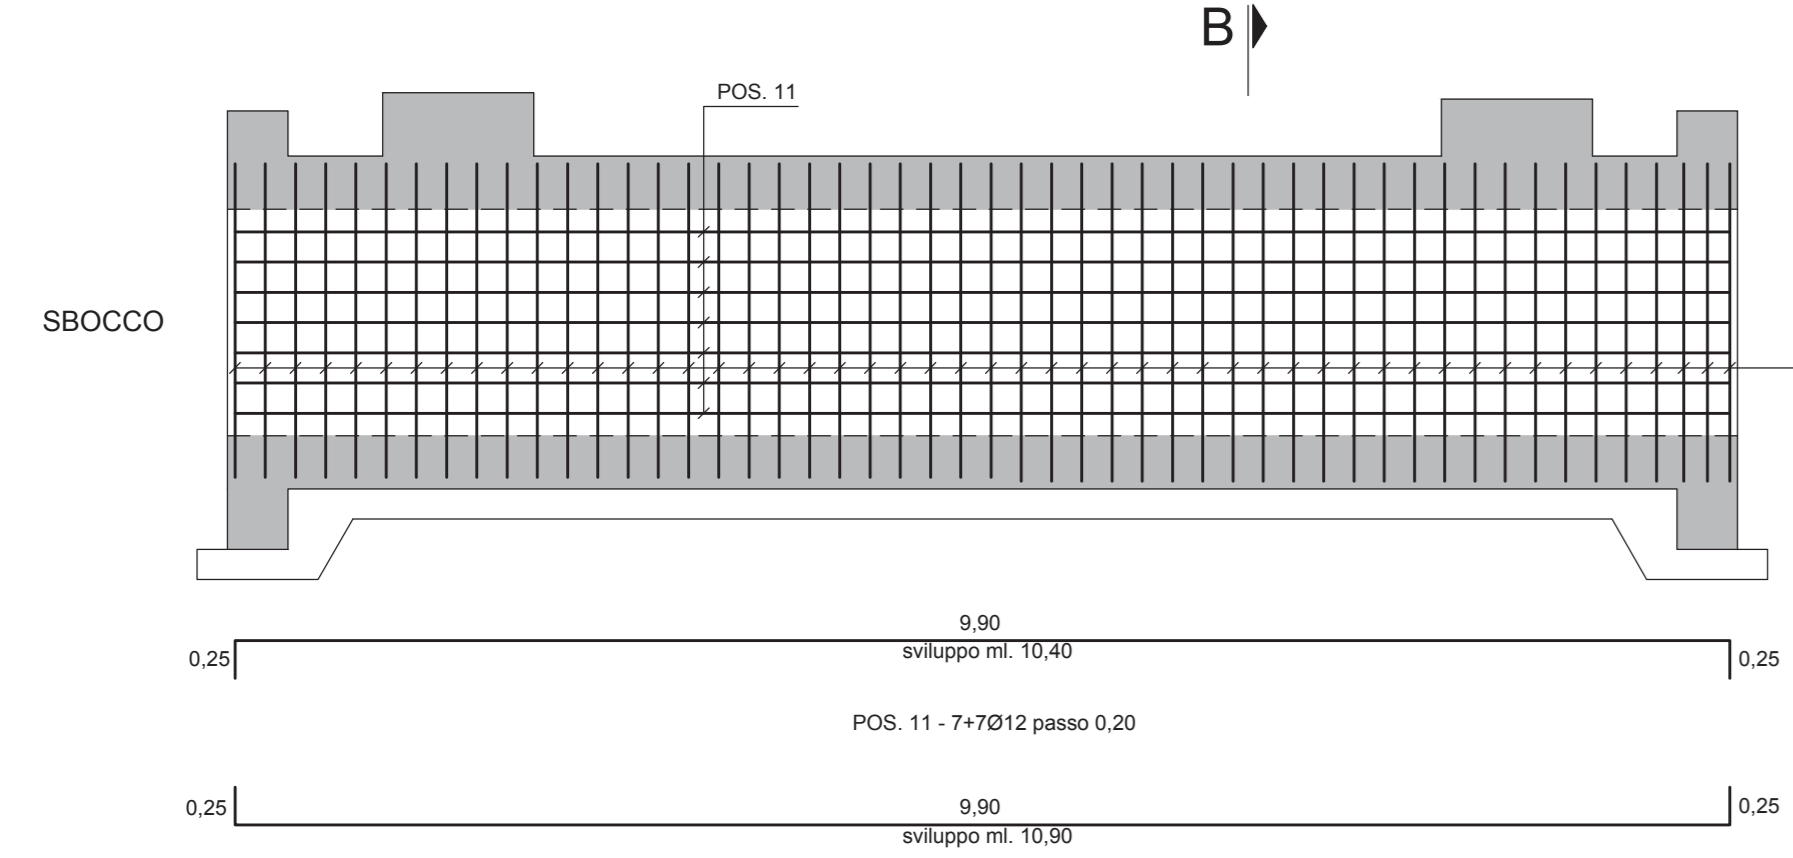 B
POS. 11
SBOCCO
9,90
sviluppo ml. 10,40
0,25
0,25
POS. 11 - 7+7Ø12 passo 0,20
0,25
9,90
0,25
sviluppo ml. 10,90